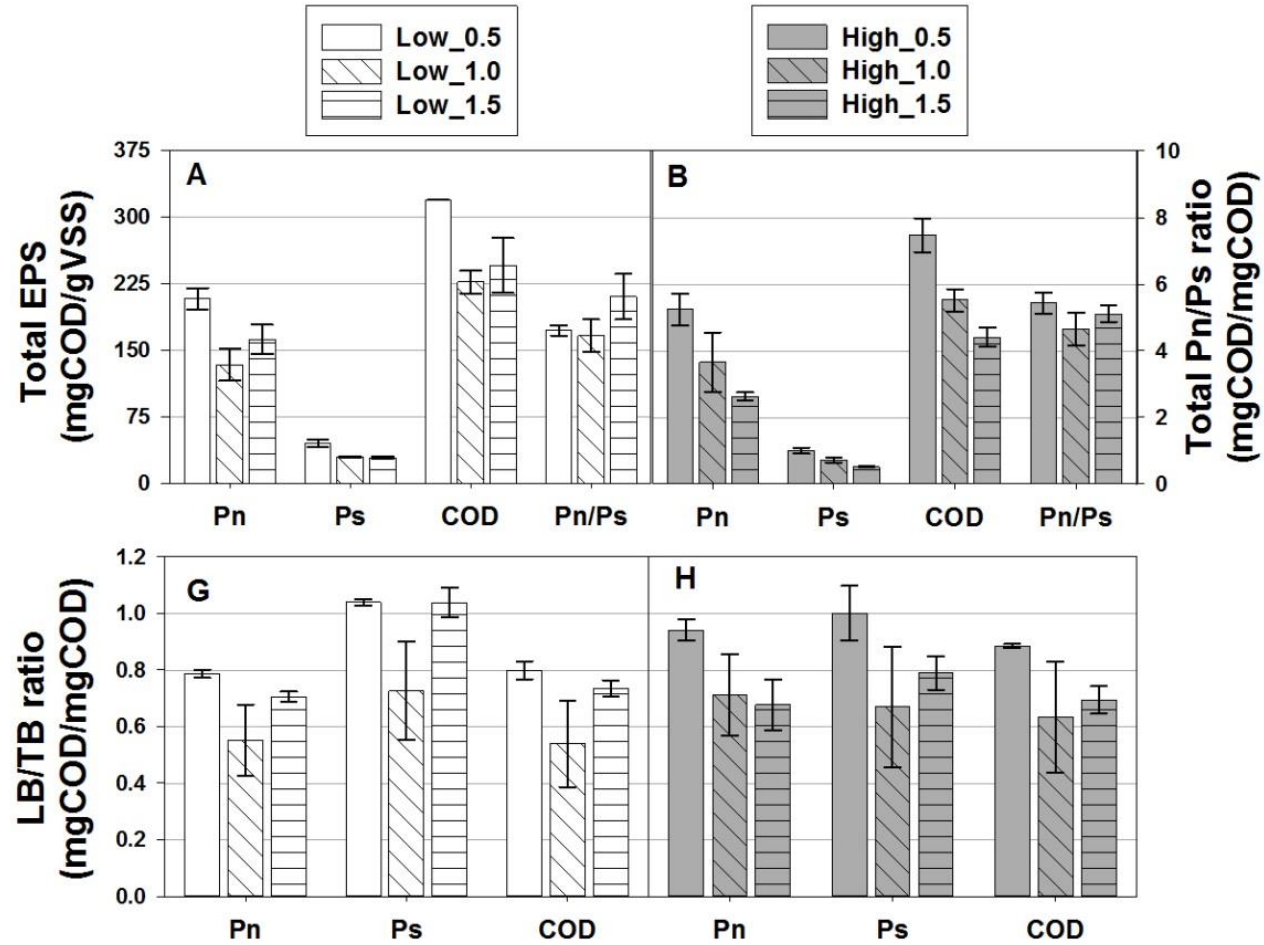 Low_0.5
Low_1.0
Low_1.5
High_0.5
High_1.0
High_1.5
Total EPS
(mgCOD/gVSS)
375
300
225
150
75
0
A
B
10
8
6
4
2
0
Total Pn/Ps ratio
(mgCOD/mgCOD)
Pn Ps COD Pn/Ps Pn Ps COD Pn/Ps
LB/TB ratio
(mgCOD/mgCOD)
1.2
1.0
0.8
0.6
0.4
0.2
0.0
G
H
Pn Ps COD Pn Ps COD